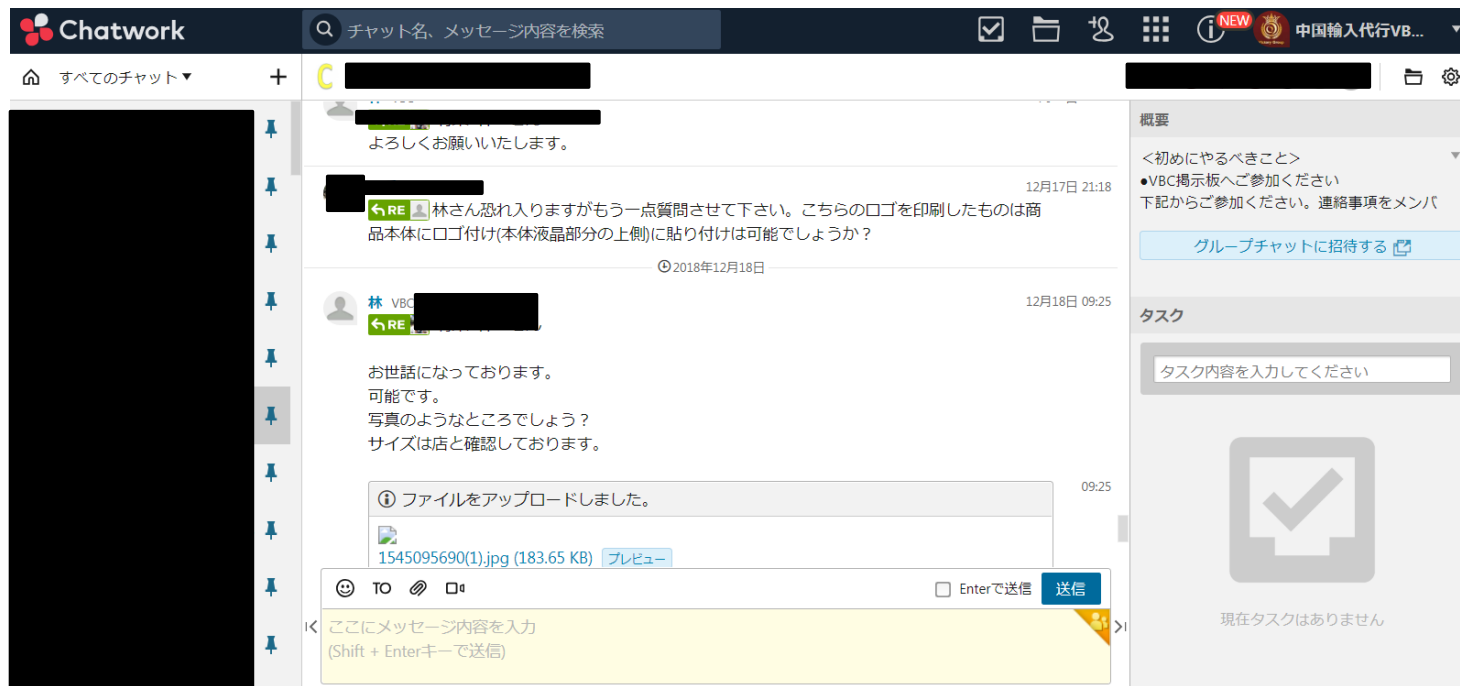 Chatwork
チャット名、メッセージ内容を検索
NEW
中国輸入代行VB...
すべてのチャット▼
よろしくお願いいたします。
12月17日 21:18
RE 林さん恐れ入りますがもう一点質問させて下さい。こちらのロゴを印刷したものは商
品本体にロゴ付け(本体液晶部分の上側)に貼り付けは可能でしょうか？
2018年12月18日
林 VBC
12月18日 09:25
RE
お世話になっております。
可能です。
写真のようなところでしょう？
サイズは店と確認しております。
09:25
ファイルをアップロードしました。
1545095690(1).jpg (183.65 KB) プレビュー
TO
Enterで送信 送信
ここにメッセージ内容を入力
(Shift + Enterキーで送信)
概要
＜初めにやるべきこと＞
●VBC掲示板へご参加ください
下記からご参加ください。連絡事項をメンバ
グループチャットに招待する
タスク
タスク内容を入力してください
現在タスクはありません